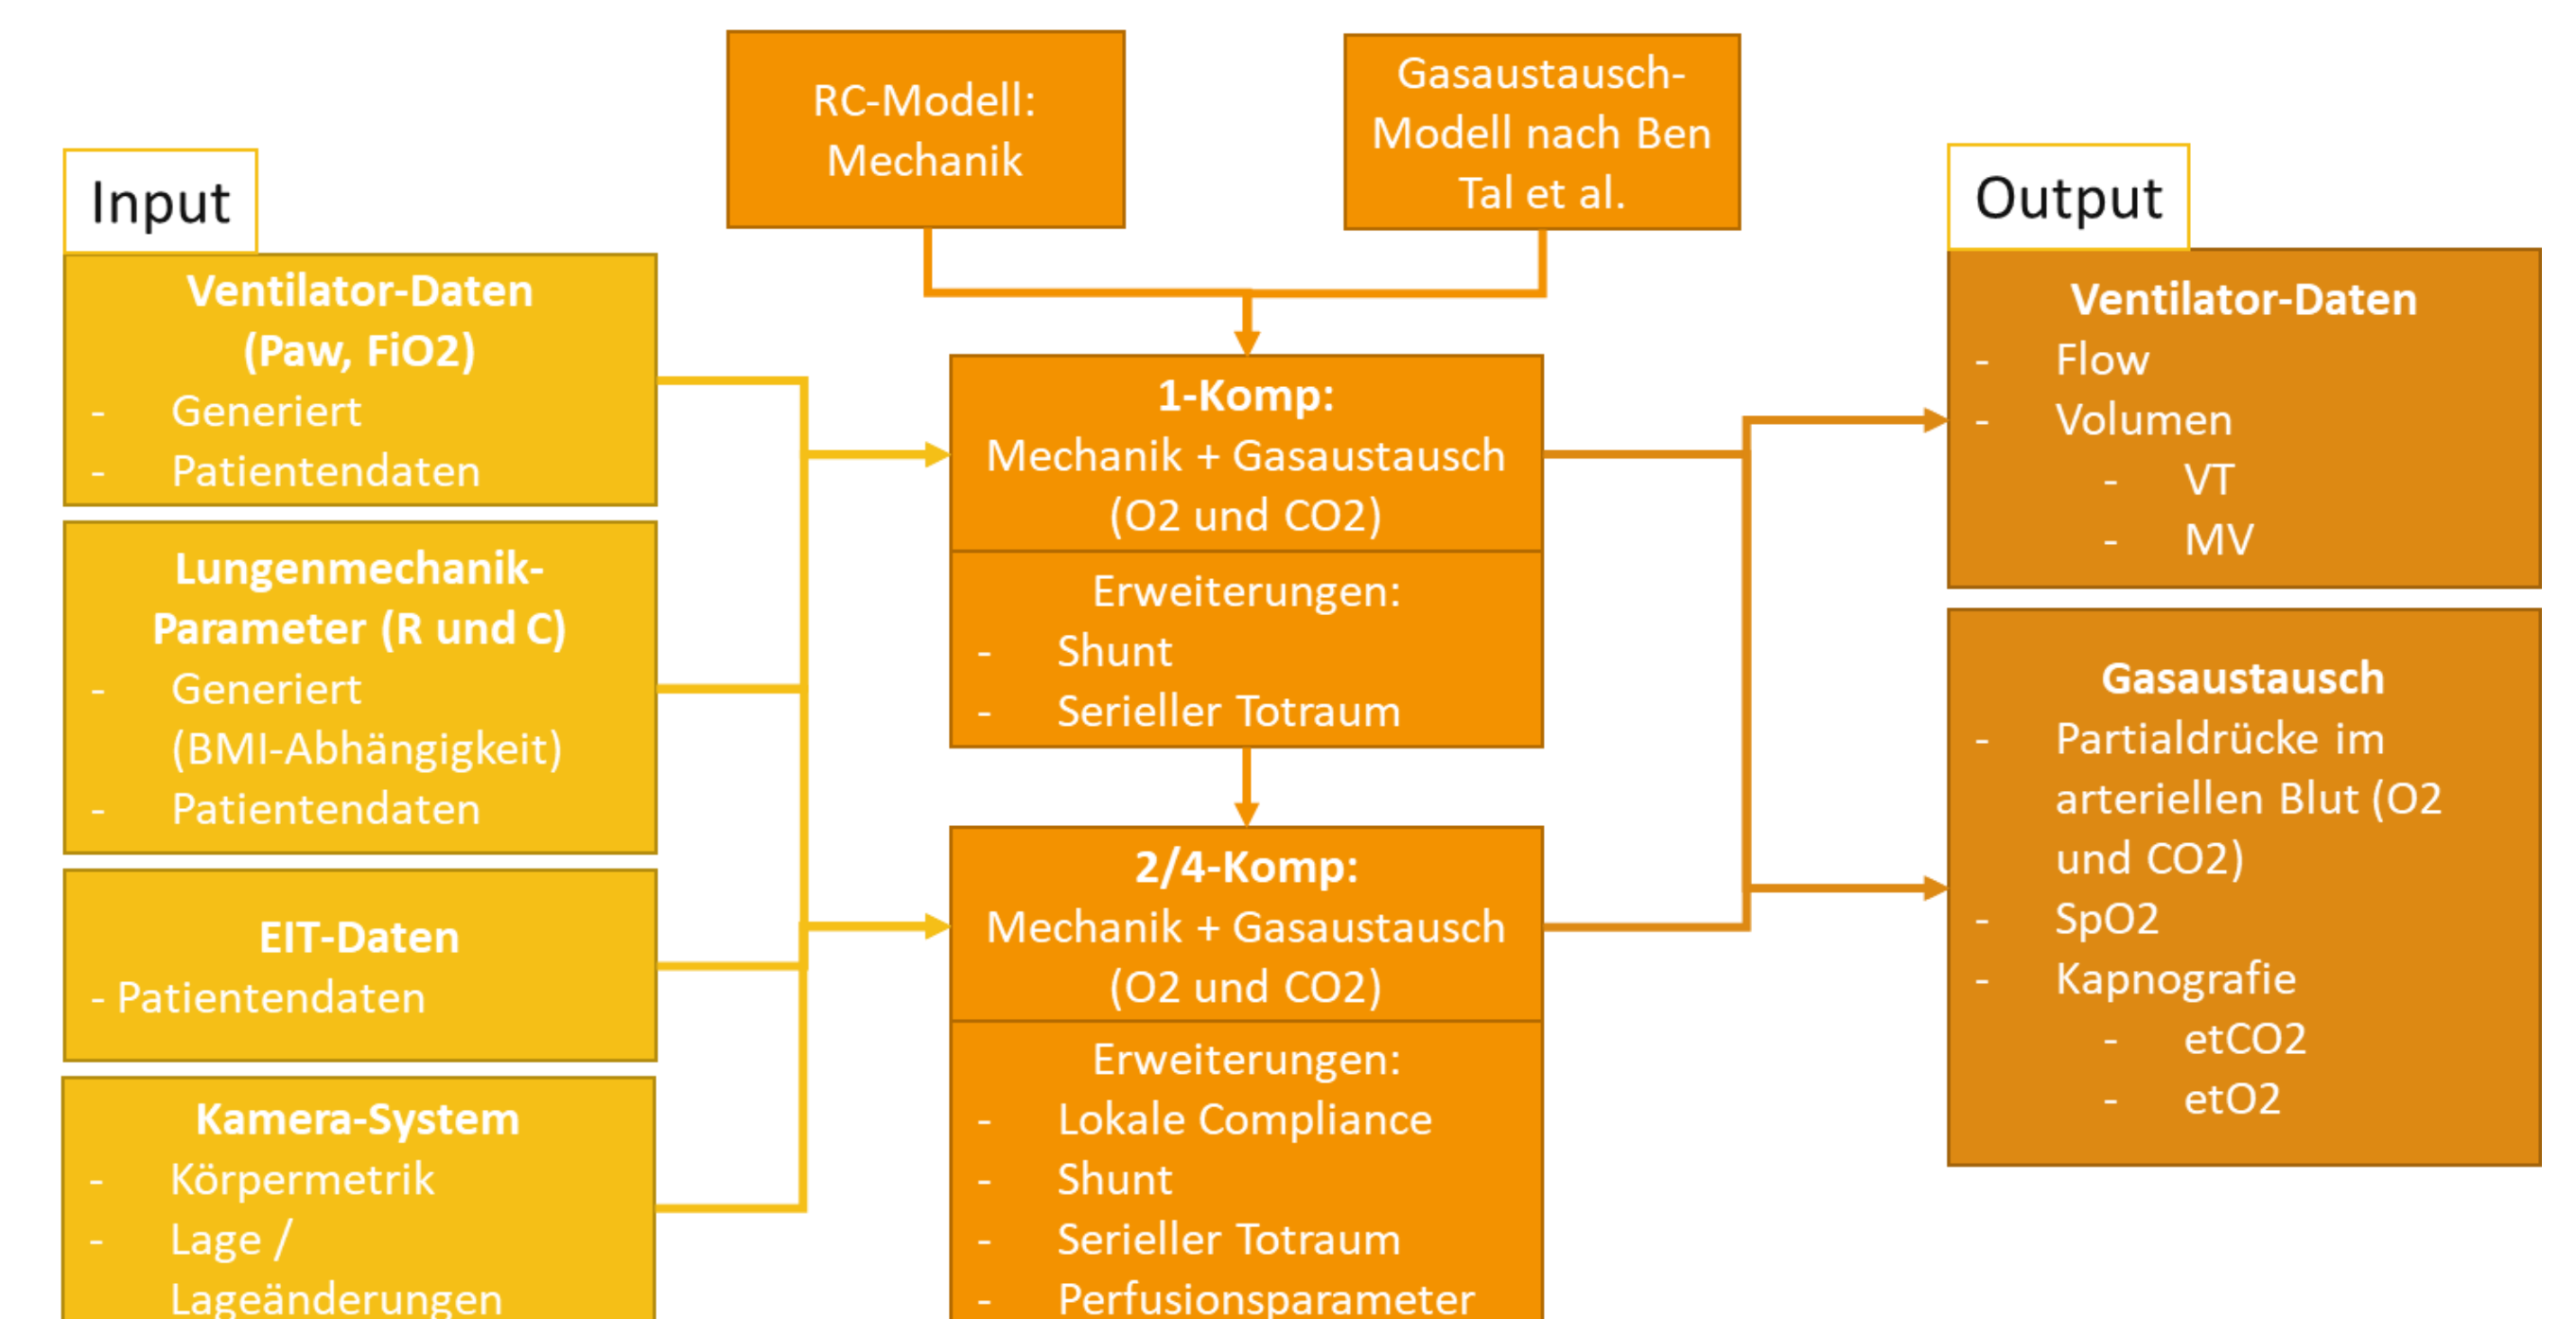 RC-Modell:
Mechanik
Gasaustausch-
Modell nach Ben
Tal et al.
Input
Ventilator-Daten
(Paw, FiO2)
- Generiert
- Patientendaten
Lungenmechanik-
Parameter (R und C)
- Generiert
(BMI-Abhängigkeit)
- Patientendaten
EIT-Daten
- Patientendaten
Kamera-System
- Körpermetrik
- Lage /
Lageänderungen
1-Komp:
Mechanik + Gasaustausch
(O2 und CO2)
Erweiterungen:
- Shunt
- Serieller Totraum
2/4-Komp:
Mechanik + Gasaustausch
(O2 und CO2)
Erweiterungen:
- Lokale Compliance
- Shunt
- Serieller Totraum
- Perfusionsparameter
Output
Ventilator-Daten
- Flow
- Volumen
- VT
- MV
Gasaustausch
- Partialdrücke im
arteriellen Blut (O2
und CO2)
- SpO2
- Kapnografie
- etCO2
- etO2